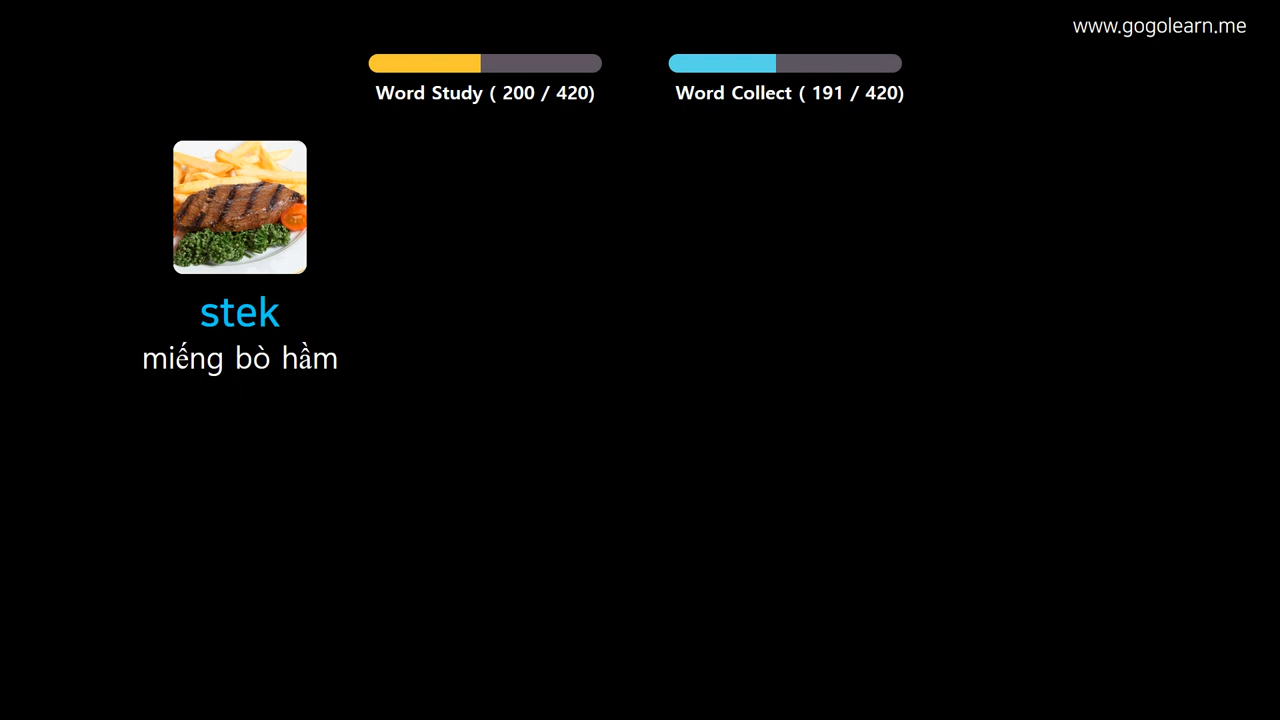 www.gogolearn.me
Word Study ( 200 / 420)
Word Collect ( 191 / 420)
stek
miếng bò hầm